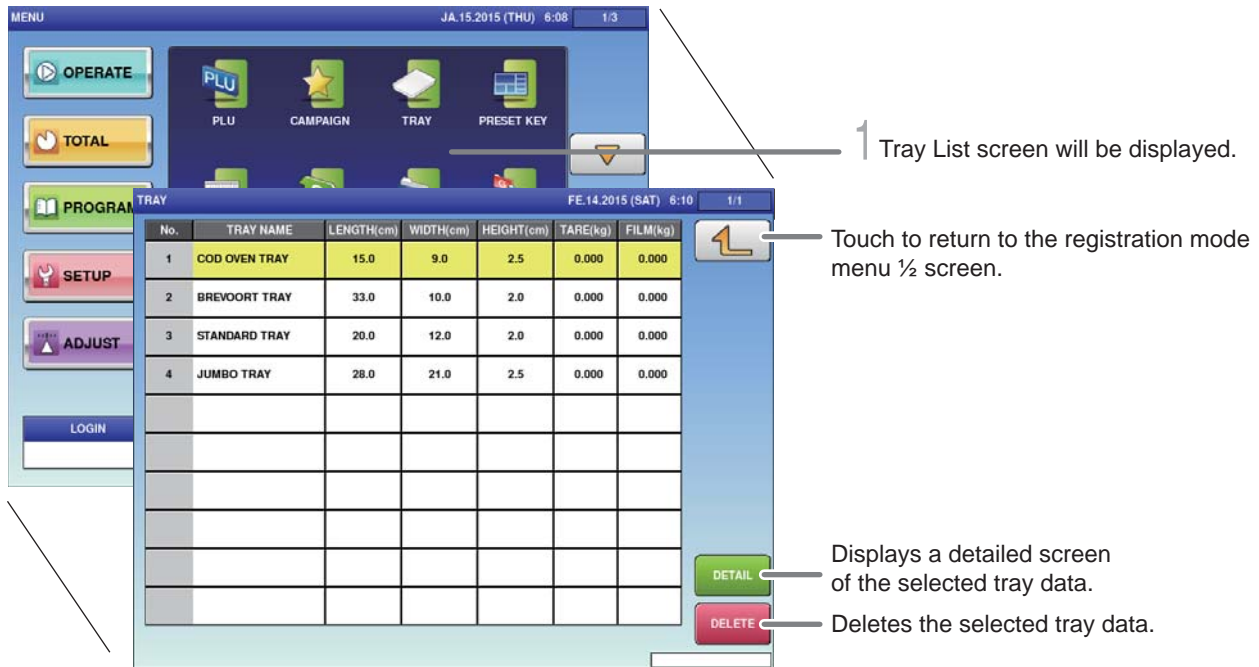 MENU JA.15.2015 (THU) 6:08 1/3
OPERATE
TOTAL
PROGRAM
SETUP
ADJUST
LOGIN
PLU
PLU CAMPAIGN TRAY PRESET KEY
1 Tray List screen will be displayed.
TRAY FE.14.2015 (SAT) 6:10 1/1
No. TRAY NAME LENGTH(cm) WIDTH(cm) HEIGHT(cm) TARE(kg) FILM(kg)
1 COD OVEN TRAY 15.0 9.0 2.5 0.000 0.000
2 BREVOORT TRAY 33.0 10.0 2.0 0.000 0.000
3 STANDARD TRAY 20.0 12.0 2.0 0.000 0.000
4 JUMBO TRAY 28.0 21.0 2.5 0.000 0.000
Touch to return to the registration mode
menu ½ screen.
DETAIL
Displays a detailed screen
of the selected tray data.
DELETE
Deletes the selected tray data.